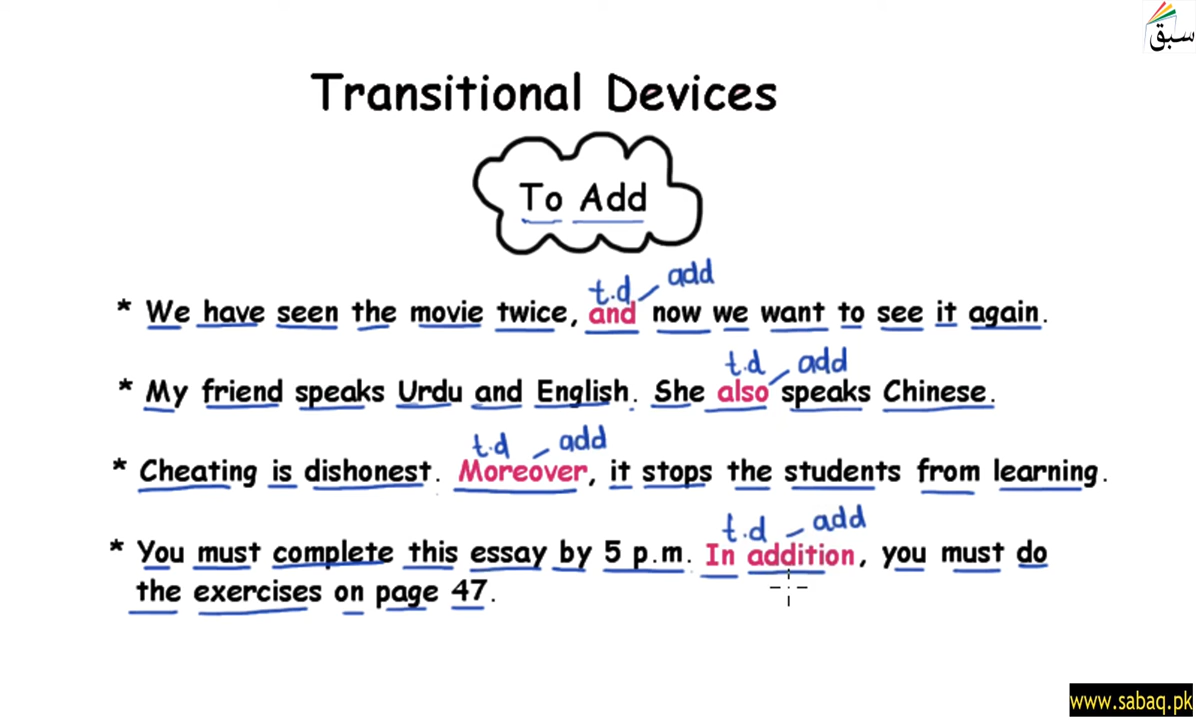 سبق
Transitional Devices
To Add
t.d add
* We have seen the movie twice, and now we want to see it again.
t.d add
* My friend speaks Urdu and English. She also speaks Chinese.
t.d add
* Cheating is dishonest. Moreover, it stops the students from learning.
t.d add
* You must complete this essay by 5 p.m. In addition, you must do
the exercises on page 47.
www.sabaq.pk